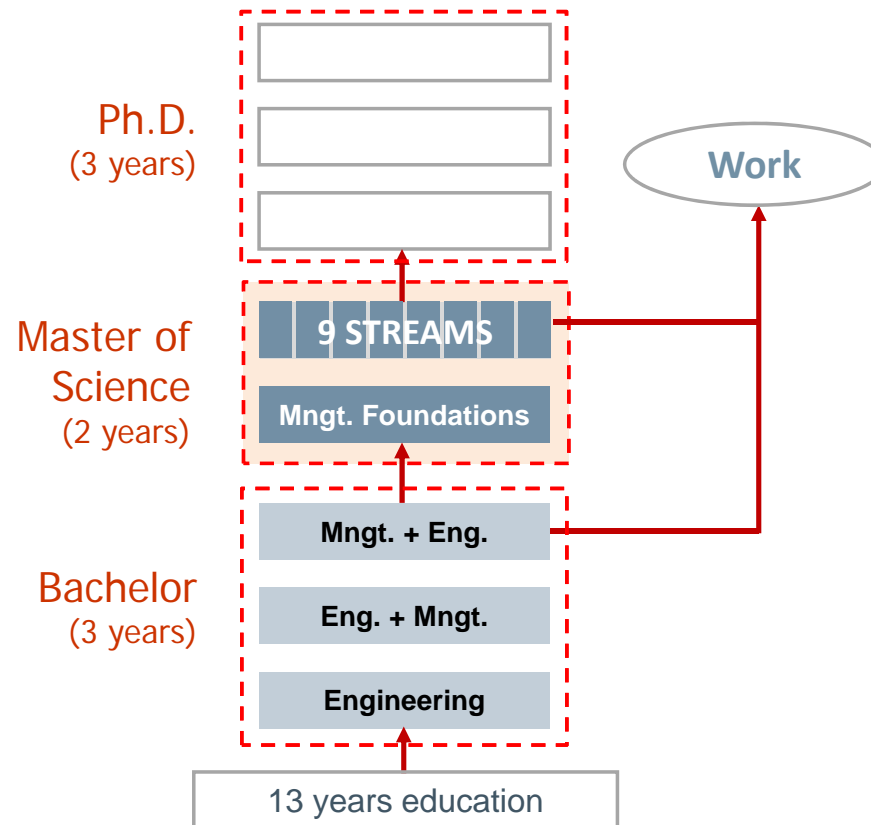 Ph.D.
(3 years)
Work
Master of
Science
(2 years)
9 STREAMS
Mngt. Foundations
Bachelor
(3 years)
Mngt. + Eng.
Eng. + Mngt.
Engineering
13 years education